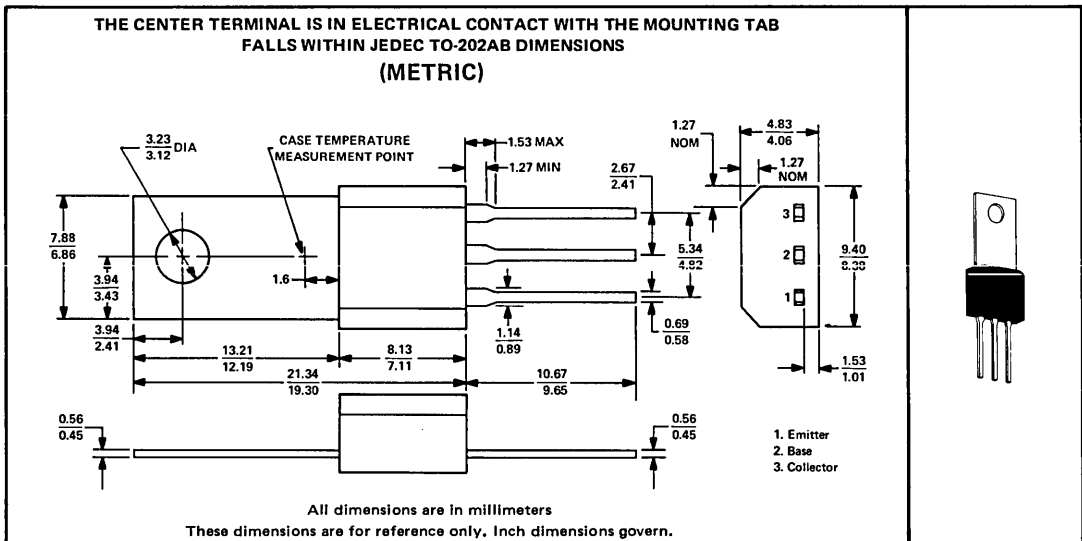 THE CENTER TERMINAL IS IN ELECTRICAL CONTACT WITH THE MOUNTING TAB
FALLS WITHIN JEDEC TO-202AB DIMENSIONS
(METRIC)
3.23
3.12 DIA
CASE TEMPERATURE
MEASUREMENT POINT
1.53 MAX
1.27 MIN
2.67
2.41
1.27
NOM
4.83
4.06
1.27
NOM
7.88
6.86
3.94
3.43
1.6
5.34
4.82
3
2
1
9.40
8.38
3.94
2.41
1.14
0.89
0.69
0.58
13.21
12.19
8.13
7.11
1.53
1.01
21.34
19.30
10.67
9.65
0.56
0.45
0.56
0.45
1. Emitter
2. Base
3. Collector
All dimensions are in millimeters
These dimensions are for reference only. Inch dimensions govern.